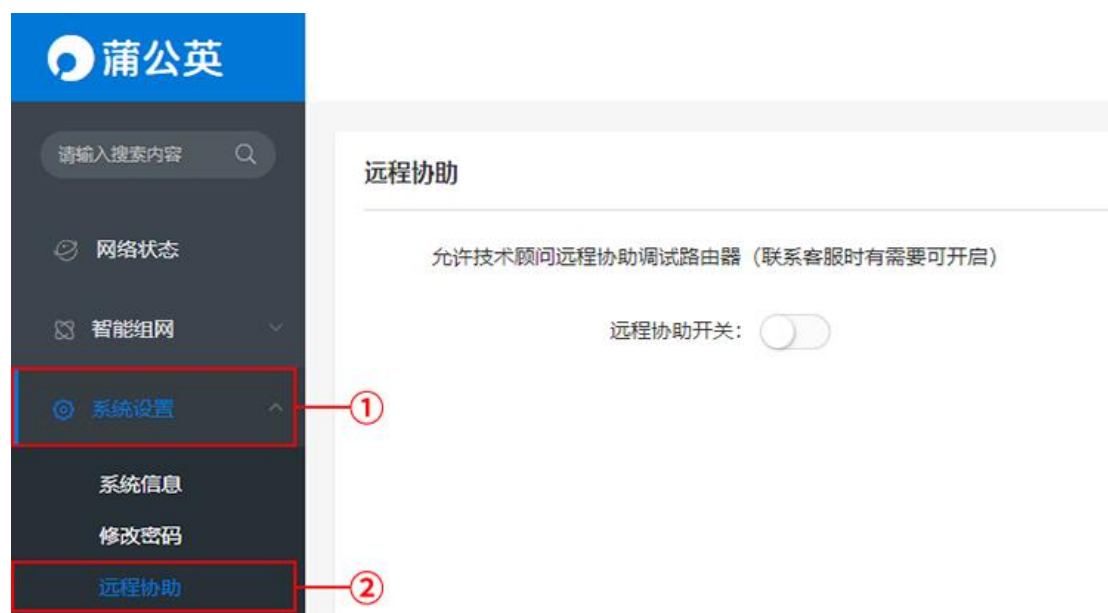 蒲公英
请输入搜索内容
网络状态
智能组网
系统设置
系统信息
修改密码
远程协助
远程协助
允许技术顾问远程协助调试路由器（联系客服时有需要可开启）
远程协助开关：
①
②